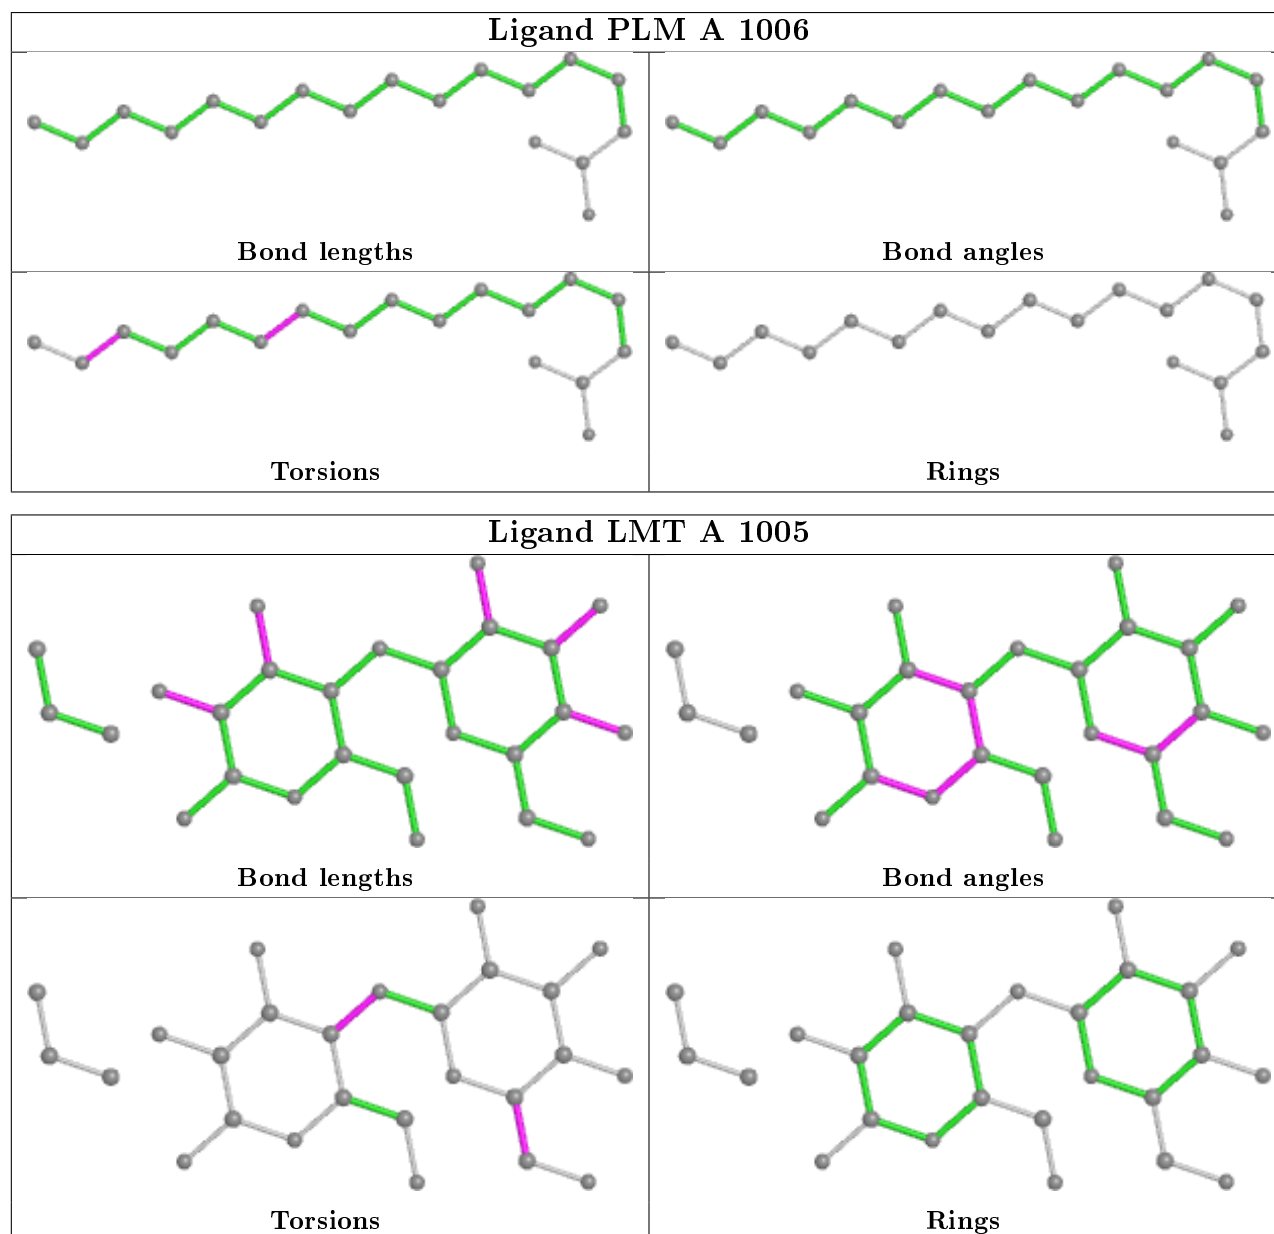 Ligand PLM A 1006
Bond lengths
Bond angles
Torsions
Rings
Ligand LMT A 1005
Bond lengths
Bond angles
Torsions
Rings